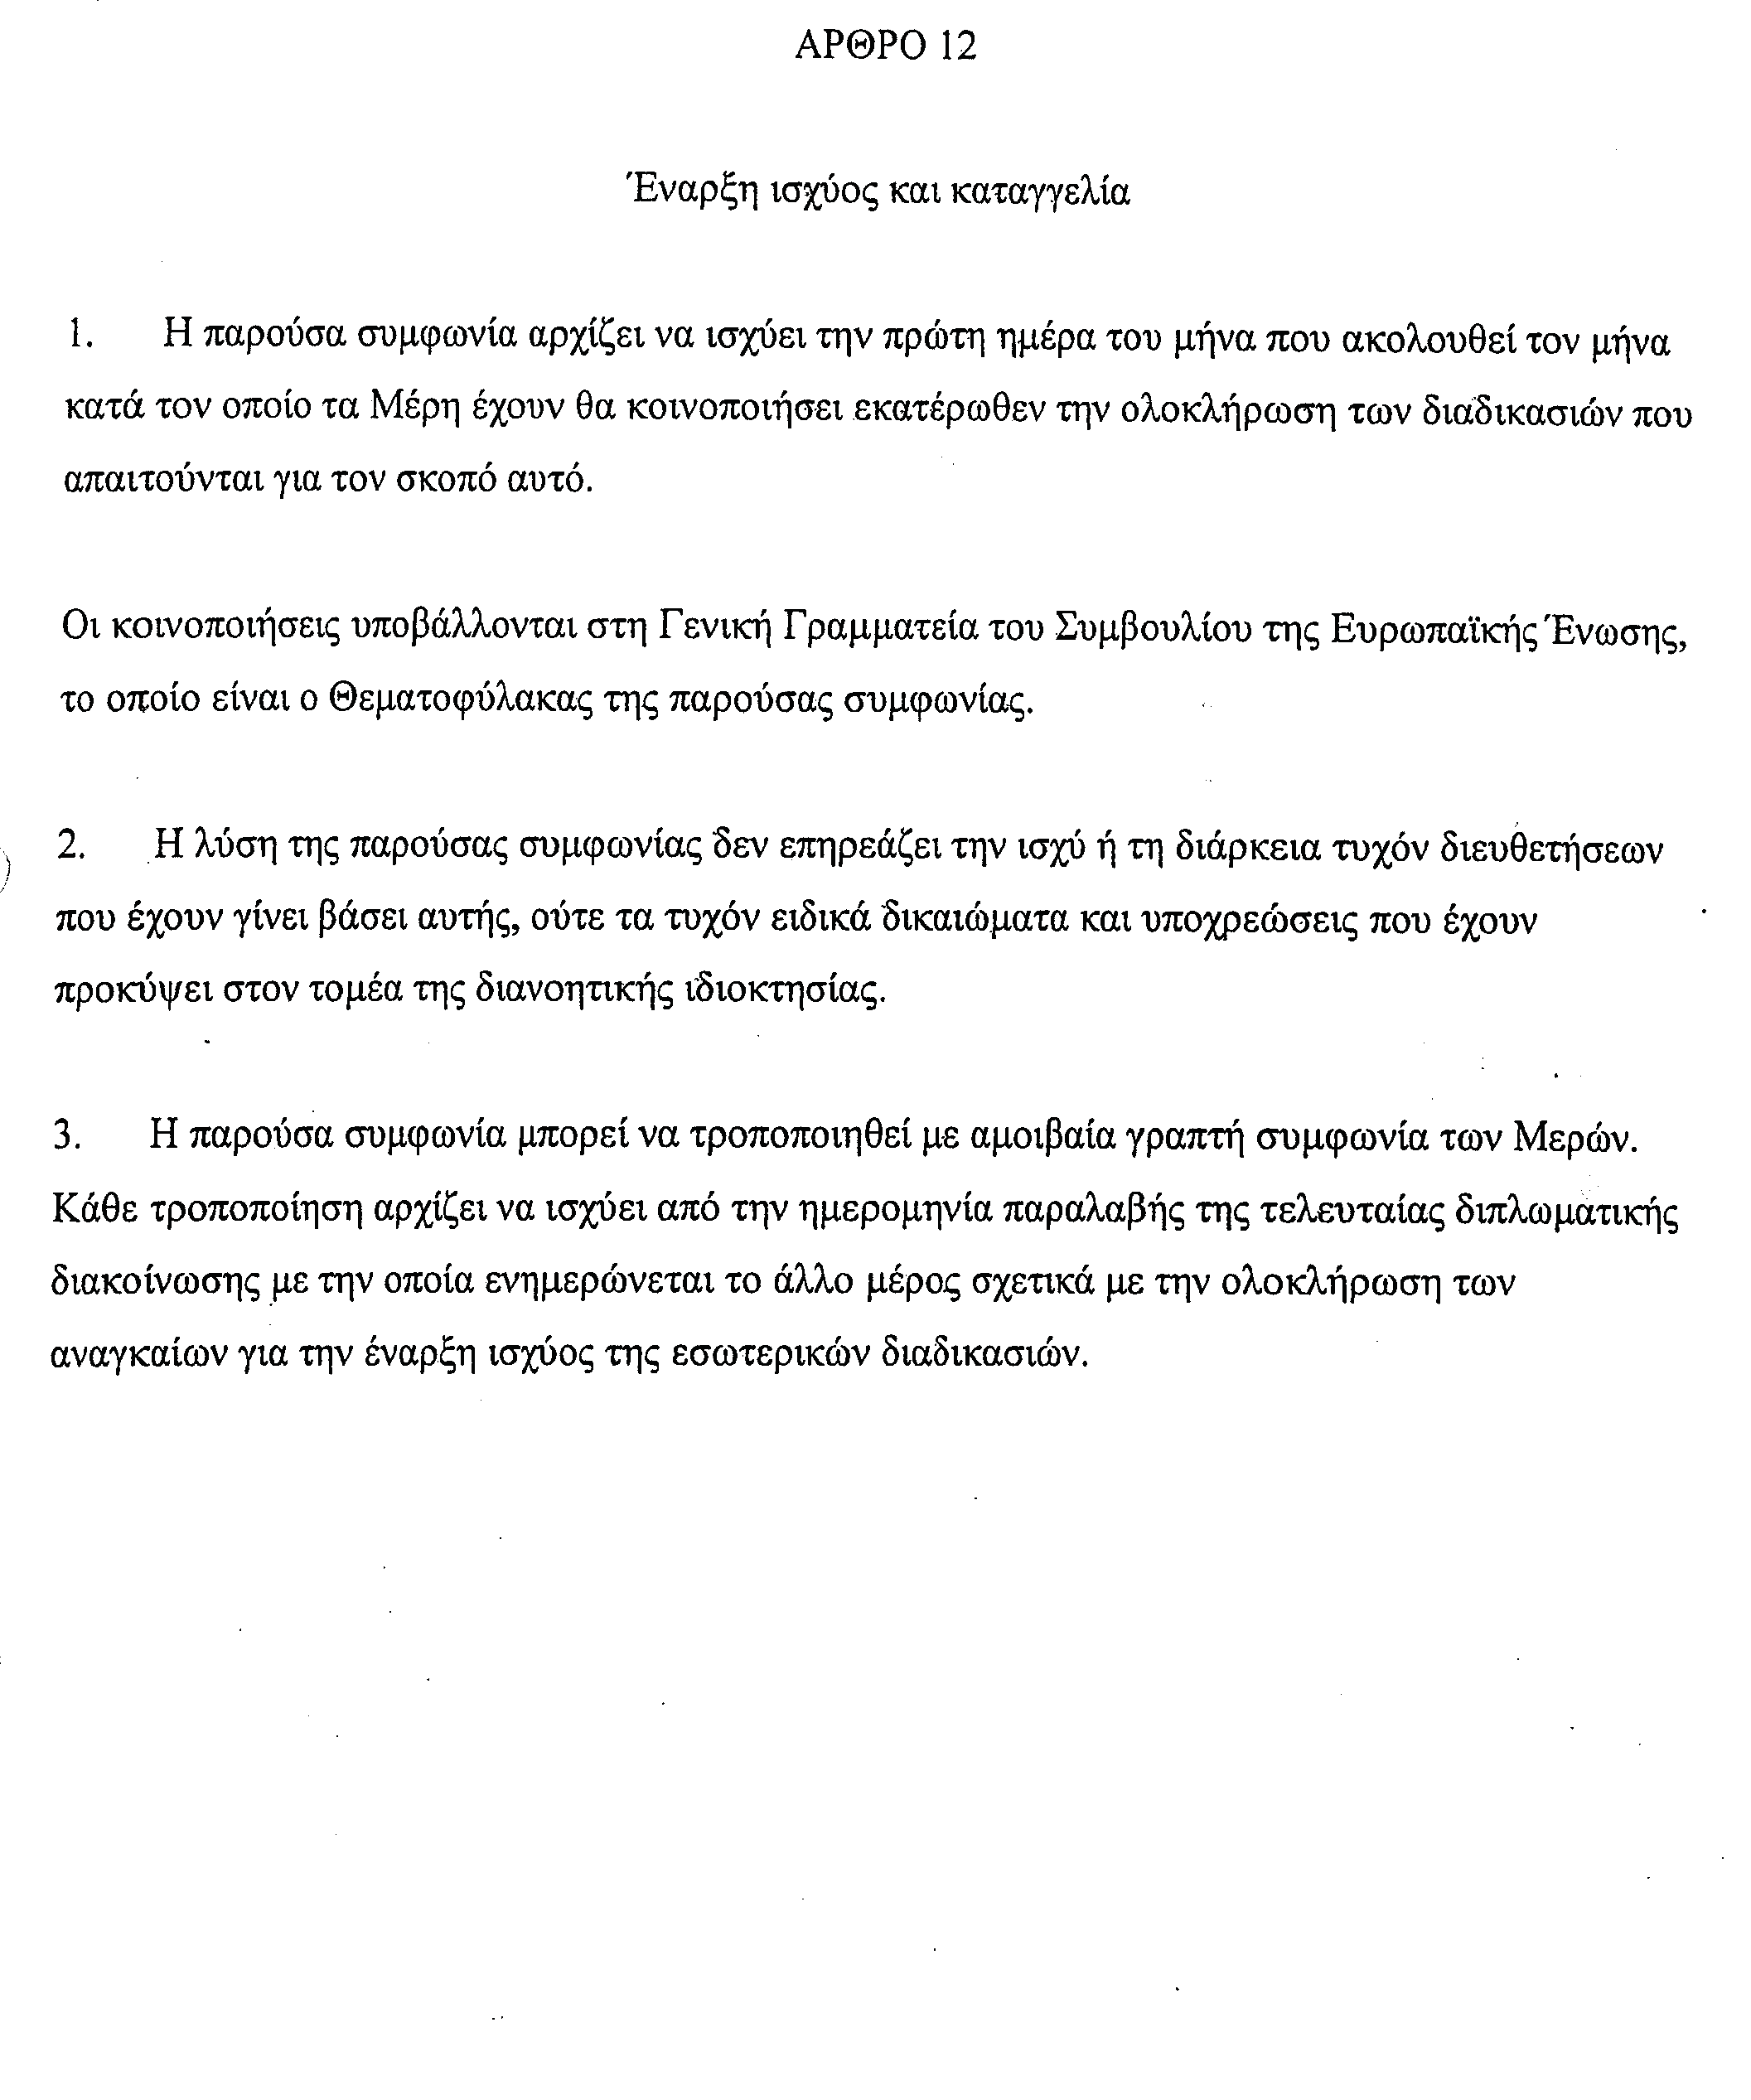 ΑΡΘΡΟ 12
Έναρξη ισχύος και καταγγελία
1. Η παρούσα συμφωνία αρχίζει να ισχύει την πρώτη ημέρα του μήνα που ακολουθεί τον μήνα
κατά τον οποίο τα Μέρη έχουν θα κοινοποιήσει εκατέρωθεν την ολοκλήρωση των διαδικασιών που
απαιτούνται για τον σκοπό αυτό.
Οι κοινοποιήσεις υποβάλλονται στη Γενική Γραμματεία του Συμβουλίου της Ευρωπαϊκής Ένωσης,
το οποίο είναι ο Θεματοφύλακας της παρούσας συμφωνίας.
2. Η λύση της παρούσας συμφωνίας δεν επηρεάζει την ισχύ ή τη διάρκεια τυχόν διευθετήσεων
που έχουν γίνει βάσει αυτής, ούτε τα τυχόν ειδικά δικαιώματα και υποχρεώσεις που έχουν
προκύψει στον τομέα της διανοητικής ιδιοκτησίας.
3. Η παρούσα συμφωνία μπορεί να τροποποιηθεί με αμοιβαία γραπτή συμφωνία των Μερών.
Κάθε τροποποίηση αρχίζει να ισχύει από την ημερομηνία παραλαβής της τελευταίας διπλωματικής
διακοίνωσης με την οποία ενημερώνεται το άλλο μέρος σχετικά με την ολοκλήρωση των
αναγκαίων για την έναρξη ισχύος της εσωτερικών διαδικασιών.